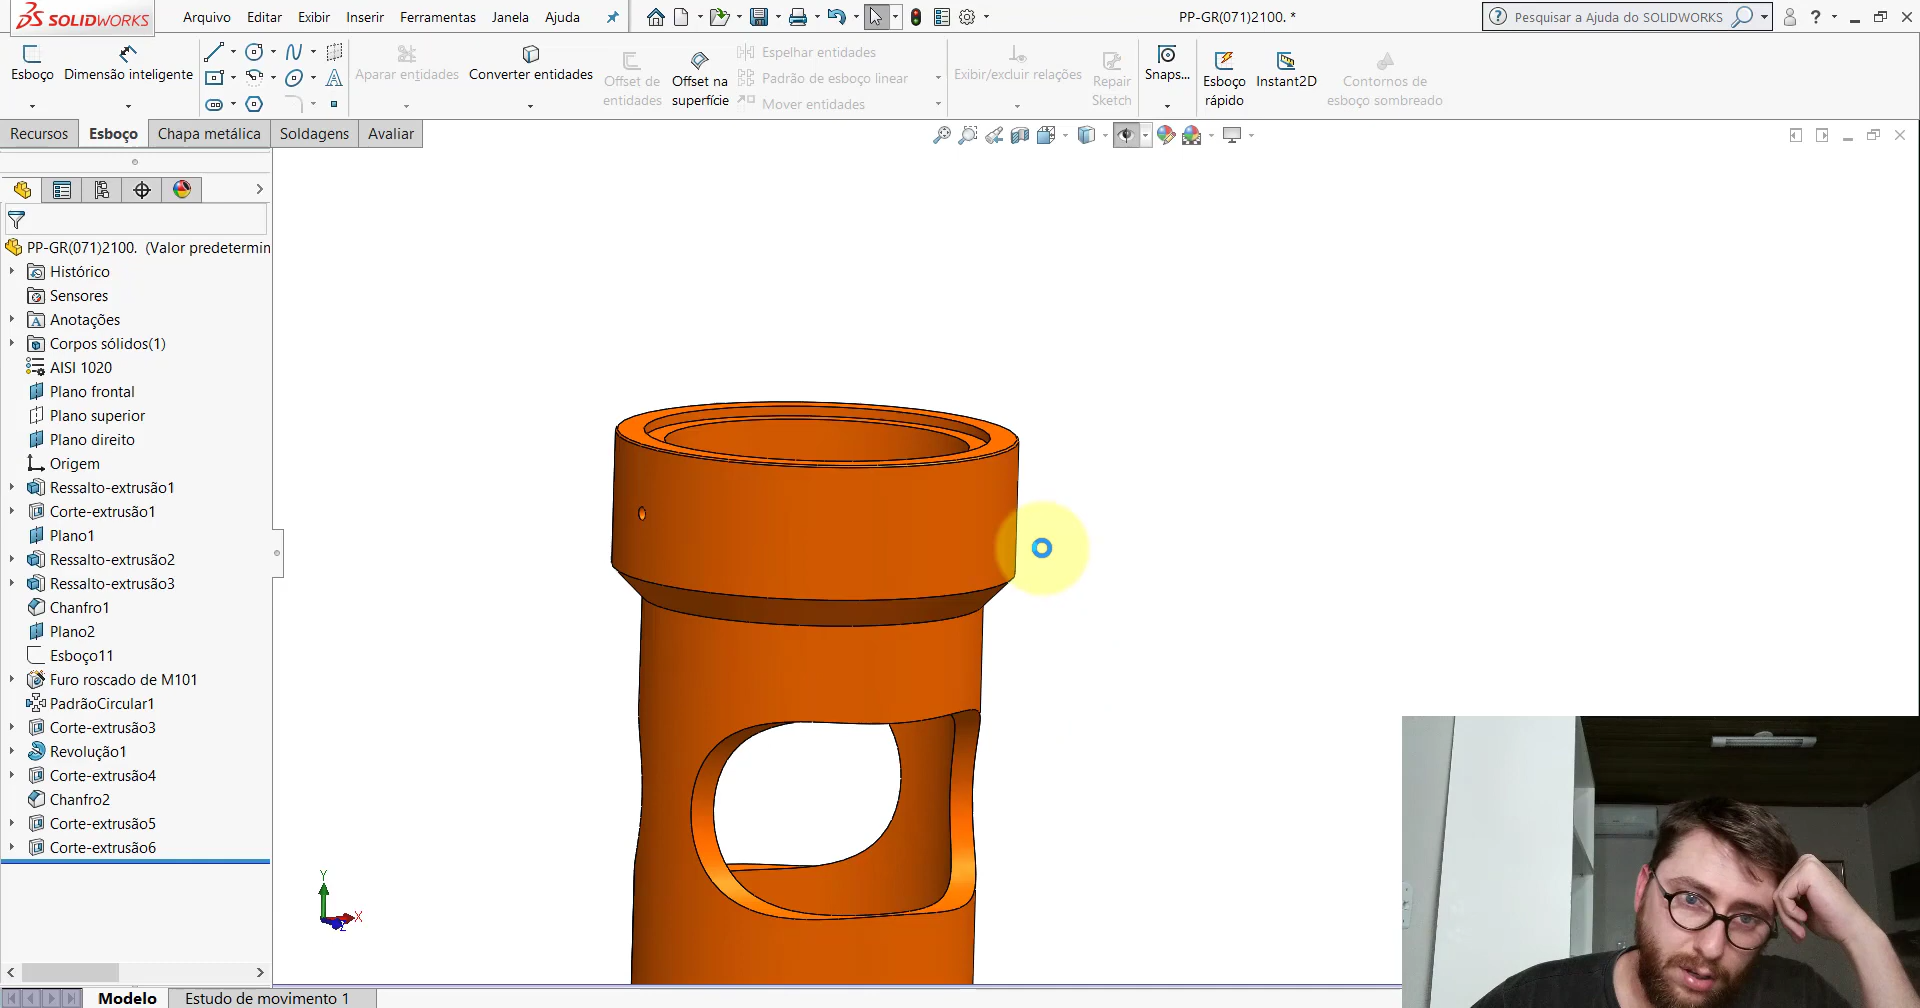 SOLIDWORKS
Arquivo Editar Exibir Inserir Ferramentas Janela Ajuda
PP-GR(071)2100. *
Pesquisar a Ajuda do SOLIDWORKS
Esboço
Dimensão inteligente
Aparar entidades
Converter entidades
Offset de entidades
Offset na superfície
Espelhar entidades
Padrão de esboço linear
Mover entidades
Exibir/excluir relações
Repair Sketch
Snaps...
Esboço rápido
Instant2D
Contornos de esboço sombreado
Recursos Esboço Chapa metálica Soldagens Avaliar
PP-GR(071)2100. (Valor predetermin
Histórico
Sensores
Anotações
Corpos sólidos(1)
AISI 1020
Plano frontal
Plano superior
Plano direito
Origem
Ressalto-extrusão1
Corte-extrusão1
Plano1
Ressalto-extrusão2
Ressalto-extrusão3
Chanfro1
Plano2
Esboço11
Furo roscado de M101
PadrãoCircular1
Corte-extrusão3
Revolução1
Corte-extrusão4
Chanfro2
Corte-extrusão5
Corte-extrusão6
Y
X
Z
Modelo Estudo de movimento 1